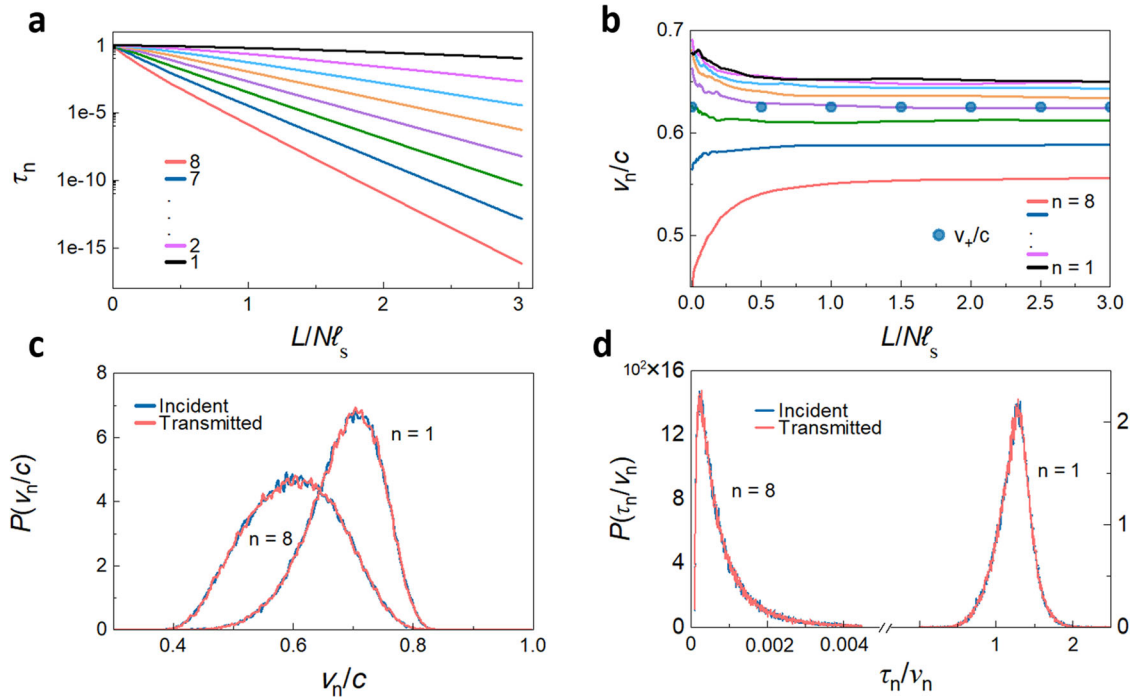 a
τn
1
1e-5
1e-10
1e-15
8
7
.
.
.
2
1
0
1
2
3
L/Nℓs
b
vn/c
0.7
0.6
0.5
v+/c
n = 8
.
.
n = 1
0.0
0.5
1.0
1.5
2.0
2.5
3.0
L/Nℓs
c
P(vn/c)
8
6
4
2
0
Incident
Transmitted
n = 1
n = 8
0.4
0.6
0.8
1.0
vn/c
d
10²×16
P(τn/vn)
12
8
4
0
Incident
Transmitted
n = 8
n = 1
2
1
0
0
0.002
0.004
1
2
τn/vn